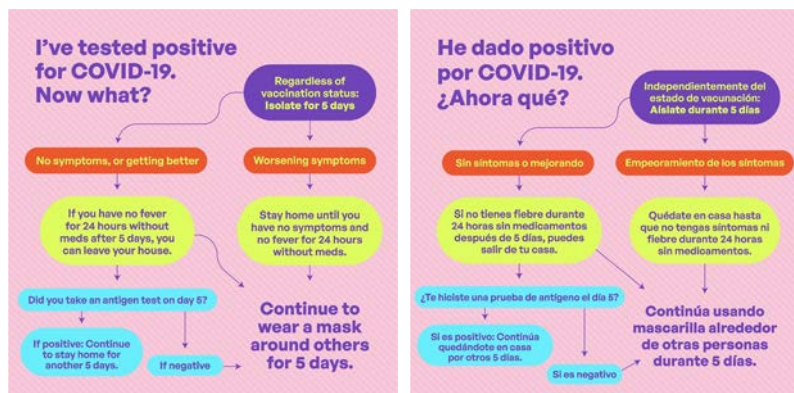 I've tested positive
for COVID-19.
Now what?
Regardless of
vaccination status:
Isolate for 5 days
No symptoms, or getting better
Worsening symptoms
If you have no fever
for 24 hours without
meds after 5 days, you
can leave your house.
Stay home until you
have no symptoms and
no fever for 24 hours
without meds.
Did you take an antigen test on day 5?
If positive: Continue
to stay home for
another 5 days.
If negative
Continue to
wear a mask
around others
for 5 days.
He dado positivo
por COVID-19.
¿Ahora qué?
Independientemente del
estado de vacunación:
Aíslate durante 5 días
Sin síntomas o mejorando
Empeoramiento de los síntomas
Si no tienes fiebre durante
24 horas sin medicamentos
después de 5 días, puedes
salir de tu casa.
Quédate en casa hasta
que no tengas síntomas ni
fiebre durante 24 horas
sin medicamentos.
¿Te hiciste una prueba de antígeno el día 5?
Si es positivo: Continúa
quedándote en casa
por otros 5 días.
Si es negativo
Continúa usando
mascarilla alrededor
de otras personas
durante 5 días.